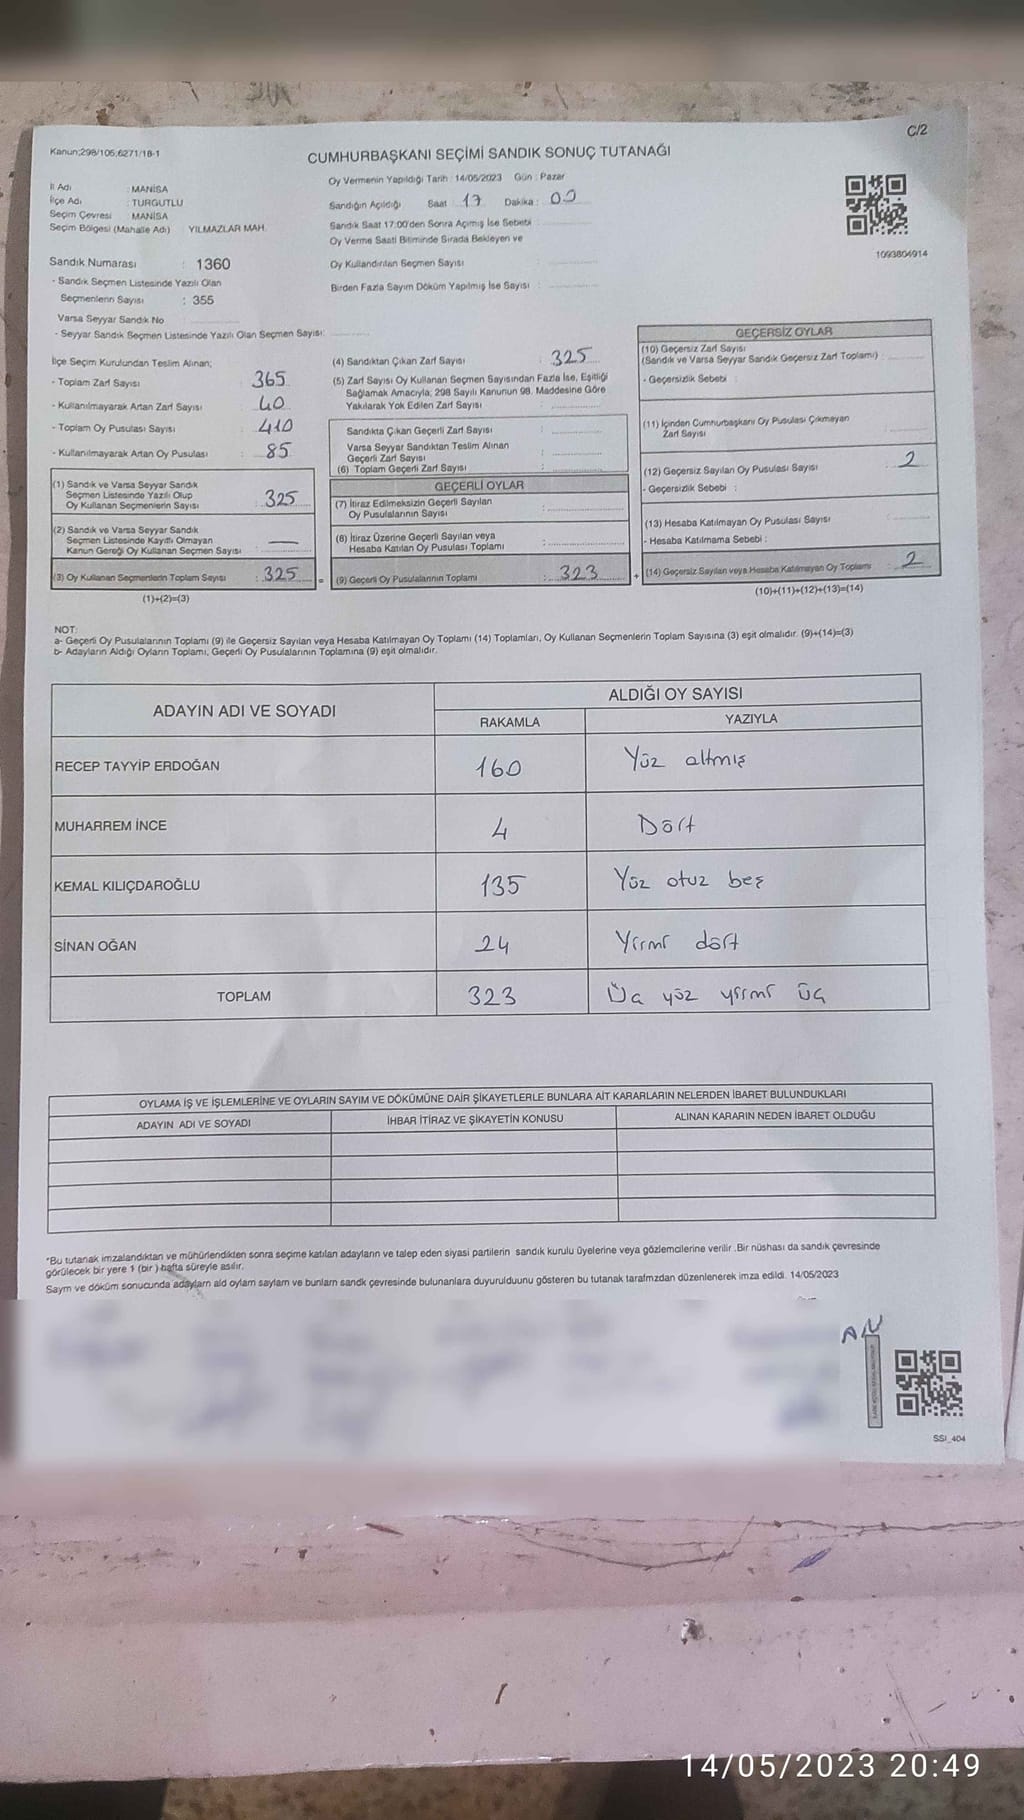 C/2
Kanun;298/105;6271/18-1
CUMHURBAŞKANI SEÇİMİ SANDIK SONUÇ TUTANAĞI
İl Adı : MANİSA
İlçe Adı : TURGUTLU
Seçim Çevresi : MANİSA
Seçim Bölgesi (Mahalle Adı) : YILMAZLAR MAH.
Sandık Numarası : 1360
- Sandık Seçmen Listesinde Yazılı Olan
Seçmenlerin Sayısı : 355
Varsa Seyyar Sandık No
- Seyyar Sandık Seçmen Listesinde Yazılı Olan Seçmen Sayısı:
Oy Vermenin Yapıldığı Tarih : 14/05/2023 Gün : Pazar
Sandığın Açıldığı Saat : 17 Dakika : 00
Sandık Saat 17:00'den Sonra Açımış İse Sebebi :
Oy Verme Saati Bitiminde Sırada Bekleyen ve
Oy Kullandırılan Seçmen Sayısı :
Birden Fazla Sayım Döküm Yapılmış İse Sayısı :
1093804914
İlçe Seçim Kurulundan Teslim Alınan;
- Toplam Zarf Sayısı : 365
- Kullanılmayarak Artan Zarf Sayısı : 40
- Toplam Oy Pusulası Sayısı : 410
- Kullanılmayarak Artan Oy Pusulası : 85
(1) Sandık ve Varsa Seyyar Sandık
Seçmen Listesinde Yazılı Olup
Oy Kullanan Seçmenlerin Sayısı : 325
(2) Sandık ve Varsa Seyyar Sandık
Seçmen Listesinde Kayıtlı Olmayan
Kanun Gereği Oy Kullanan Seçmen Sayısı : —
(3) Oy Kullanan Seçmenlerin Toplam Sayısı : 325
(1)+(2)=(3)
(4) Sandıktan Çıkan Zarf Sayısı : 325
(5) Zarf Sayısı Oy Kullanan Seçmen Sayısından Fazla İse, Eşitliği
Sağlamak Amacıyla; 298 Sayılı Kanunun 98. Maddesine Göre
Yakılarak Yok Edilen Zarf Sayısı :
Sandıkta Çıkan Geçerli Zarf Sayısı :
Varsa Seyyar Sandıktan Teslim Alınan
Geçerli Zarf Sayısı :
(6) Toplam Geçerli Zarf Sayısı :
GEÇERLİ OYLAR
(7) İtiraz Edilmeksizin Geçerli Sayılan
Oy Pusulalarının Sayısı :
(8) İtiraz Üzerine Geçerli Sayılan veya
Hesaba Katılan Oy Pusulası Toplamı :
= (9) Geçerli Oy Pusulalarının Toplamı : 323
GEÇERSİZ OYLAR
(10) Geçersiz Zarf Sayısı
(Sandık ve Varsa Seyyar Sandık Geçersiz Zarf Toplamı) :
- Geçersizlik Sebebi :
(11) İçinden Cumhurbaşkanı Oy Pusulası Çıkmayan
Zarf Sayısı
(12) Geçersiz Sayılan Oy Pusulası Sayısı : 2
- Geçersizlik Sebebi :
(13) Hesaba Katılmayan Oy Pusulası Sayısı
- Hesaba Katılmama Sebebi :
+ (14) Geçersiz Sayılan veya Hesaba Katılmayan Oy Toplamı : 2
(10)+(11)+(12)+(13)=(14)
NOT:
a- Geçerli Oy Pusulalarının Toplamı (9) ile Geçersiz Sayılan veya Hesaba Katılmayan Oy Toplamı (14) Toplamları, Oy Kullanan Seçmenlerin Toplam Sayısına (3) eşit olmalıdır. (9)+(14)=(3)
b- Adayların Aldığı Oyların Toplamı, Geçerli Oy Pusulalarının Toplamına (9) eşit olmalıdır.
ADAYIN ADI VE SOYADI ALDIĞI OY SAYISI
RAKAMLA YAZIYLA
RECEP TAYYİP ERDOĞAN 160 Yüz altmış
MUHARREM İNCE 4 Dört
KEMAL KILIÇDAROĞLU 135 Yüz otuz beş
SİNAN OĞAN 24 Yirmi dört
TOPLAM 323 Üç yüz yirmi üç
OYLAMA İŞ VE İŞLEMLERİNE VE OYLARIN SAYIM VE DÖKÜMÜNE DAİR ŞİKAYETLERLE BUNLARA AİT KARARLARIN NELERDEN İBARET BULUNDUKLARI
ADAYIN ADI VE SOYADI İHBAR İTİRAZ VE ŞİKAYETİN KONUSU ALINAN KARARIN NEDEN İBARET OLDUĞU
*Bu tutanak imzalandıktan ve mühürlendikten sonra seçime katılan adayların ve talep eden siyasi partilerin sandık kurulu üyelerine veya gözlemcilerine verilir .Bir nüshası da sandık çevresinde
görülecek bir yere 1 (bir ) hafta süreyle asılır.
Saym ve döküm sonucunda adaylarn ald oylarn saylarn ve bunlarn sandk çevresinde bulunanlara duyurulduunu gösteren bu tutanak tarafmzdan düzenlenerek imza edildi. 14/05/2023
AN
SSI_404
14/05/2023 20:49